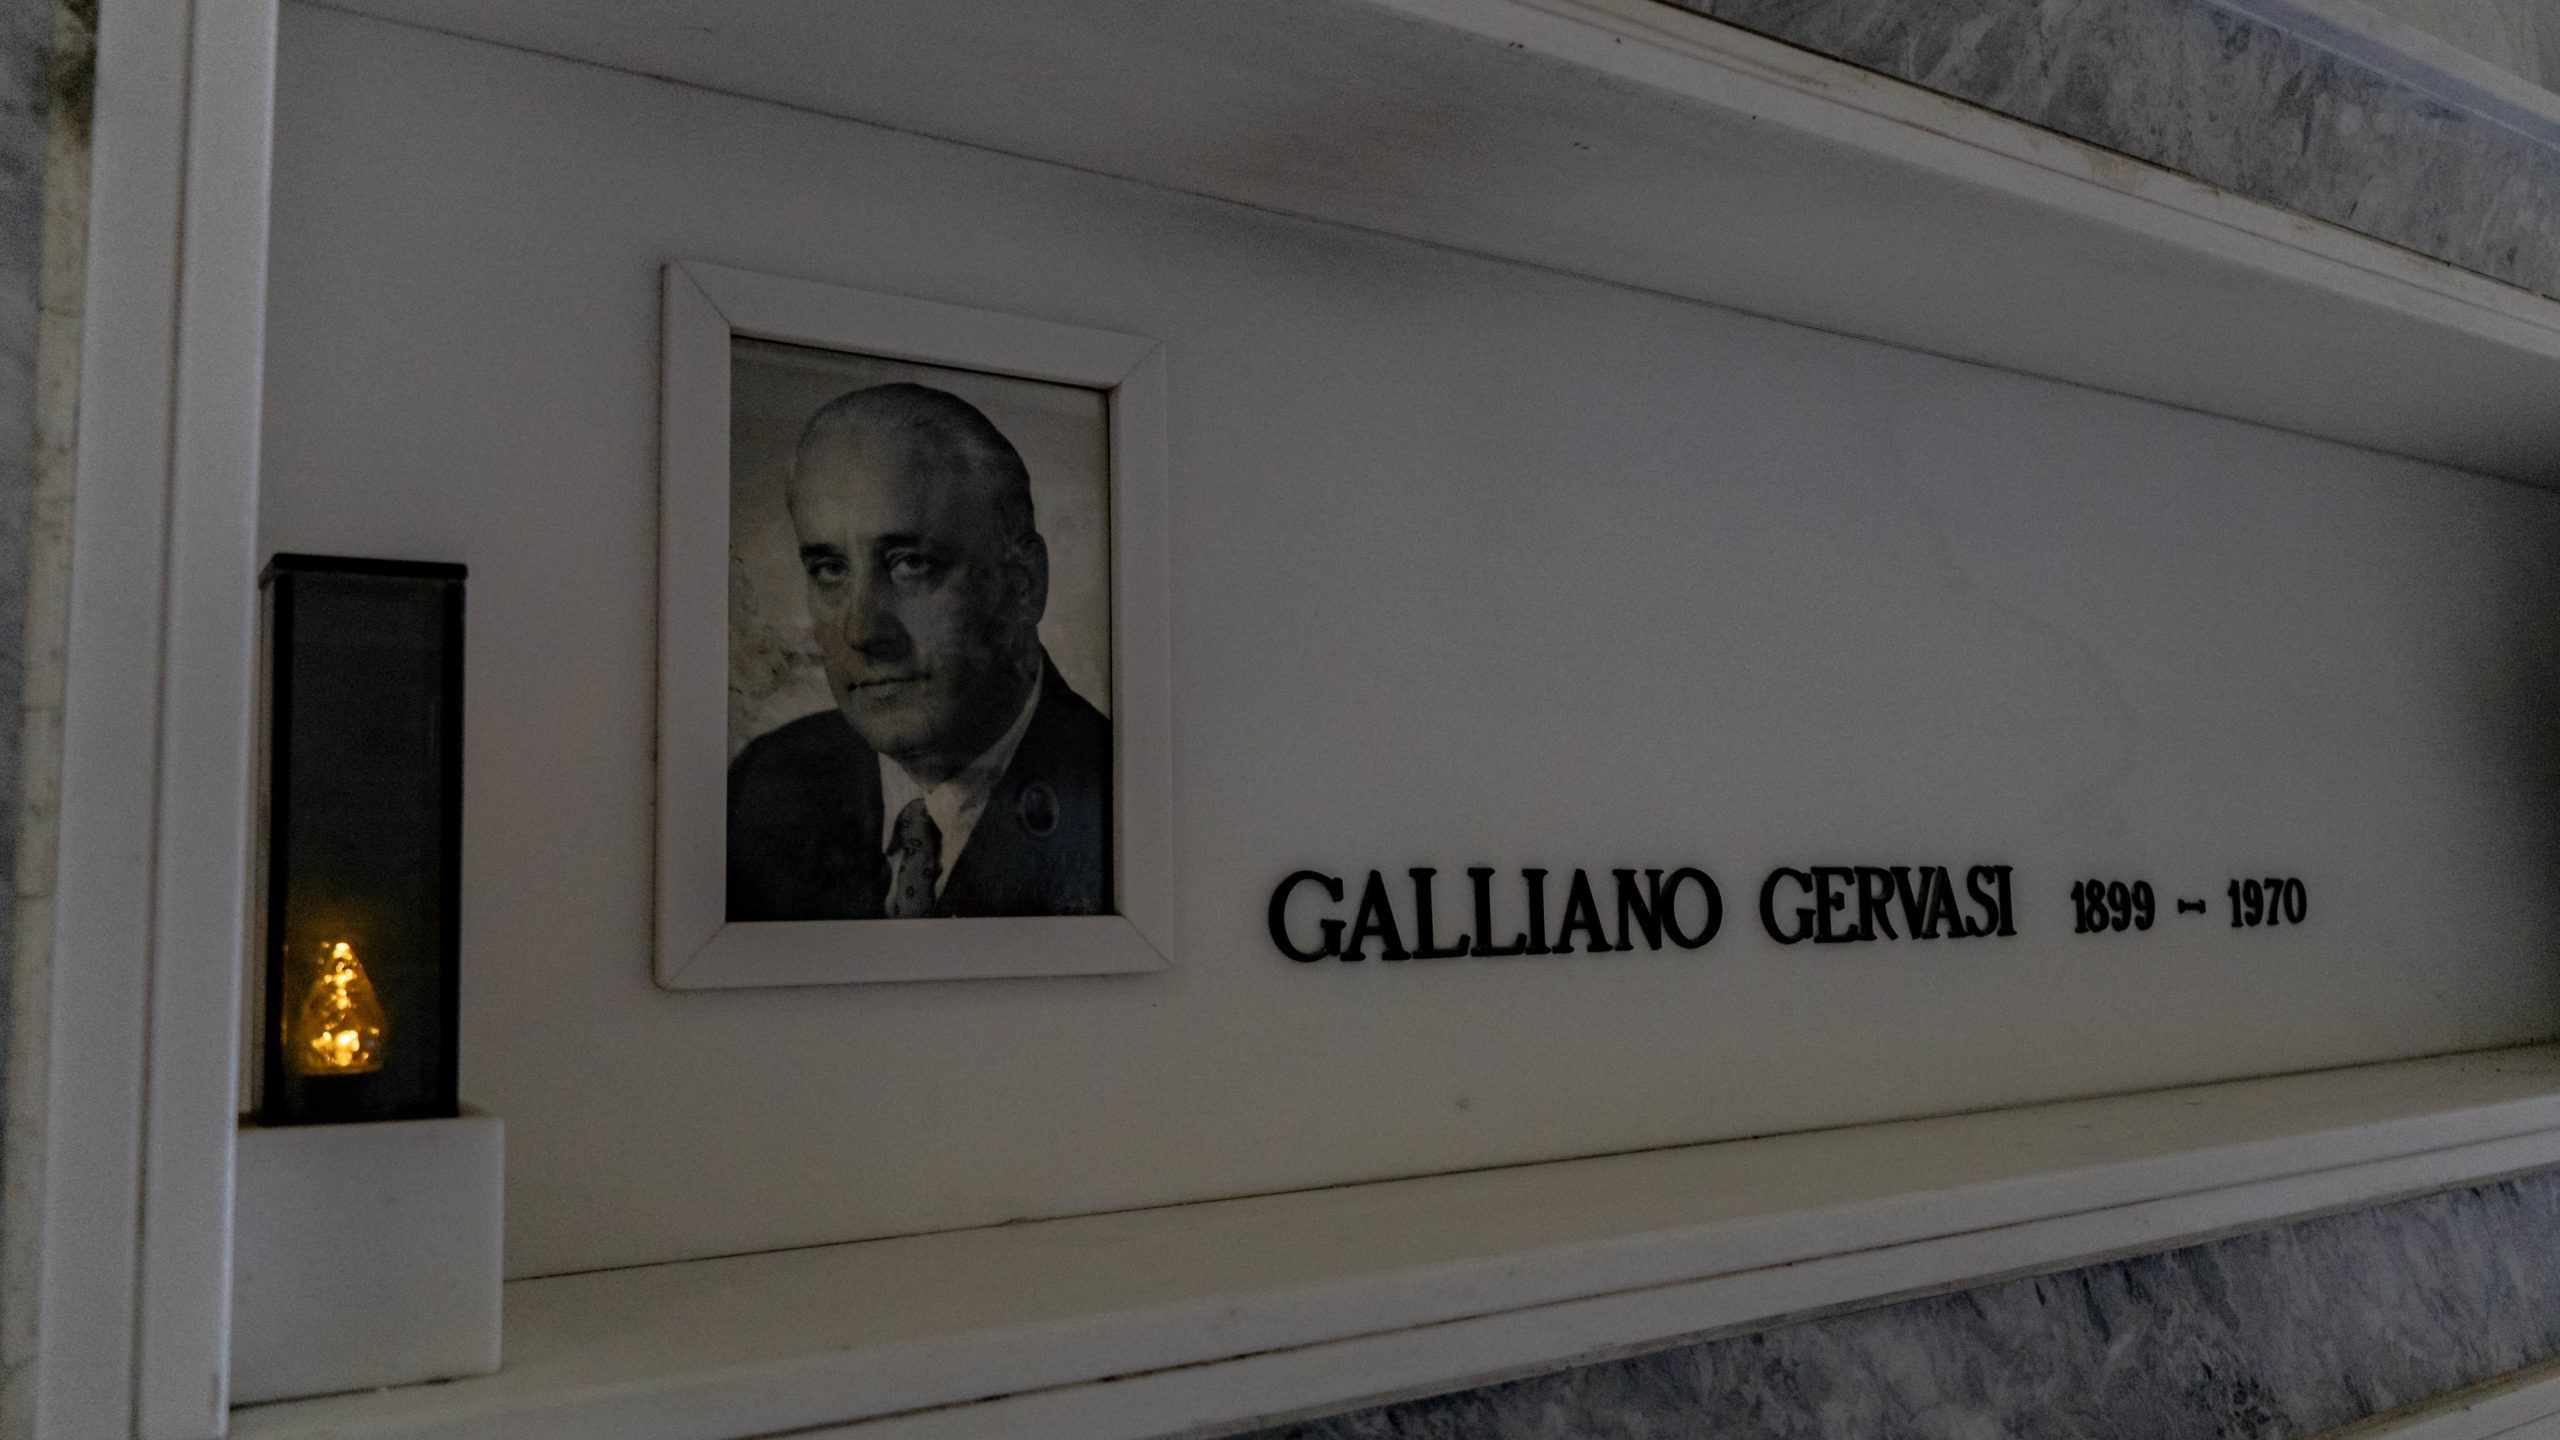 GALLIANO GERVASI 1899 - 1970